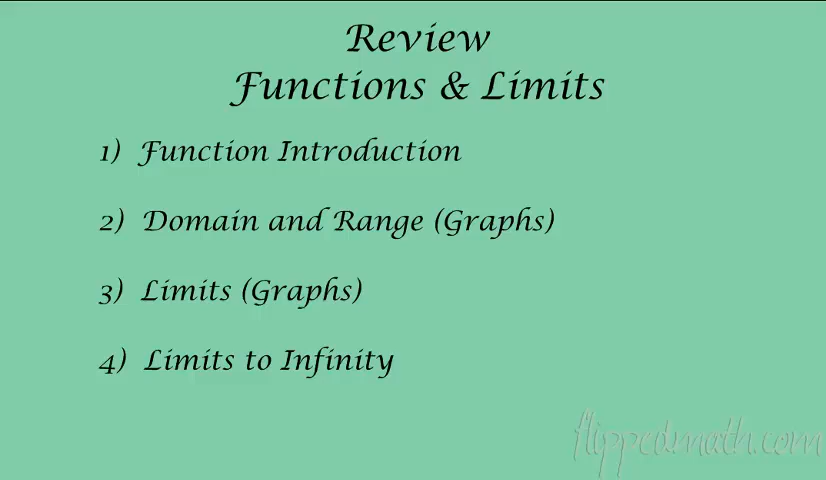 Review
Functions & Limits
1) Function Introduction
2) Domain and Range (Graphs)
3) Limits (Graphs)
4) Limits to Infinity
flippedmath.com